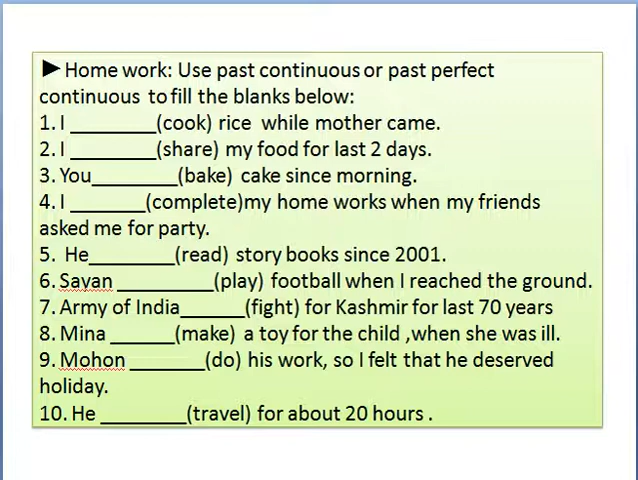 ►Home work: Use past continuous or past perfect
continuous to fill the blanks below:
1. I ________(cook) rice while mother came.
2. I ________(share) my food for last 2 days.
3. You________(bake) cake since morning.
4. I _______(complete)my home works when my friends
asked me for party.
5. He________(read) story books since 2001.
6. Sayan _________(play) football when I reached the ground.
7. Army of India______(fight) for Kashmir for last 70 years
8. Mina ______(make) a toy for the child ,when she was ill.
9. Mohon _______(do) his work, so I felt that he deserved
holiday.
10. He ________(travel) for about 20 hours .